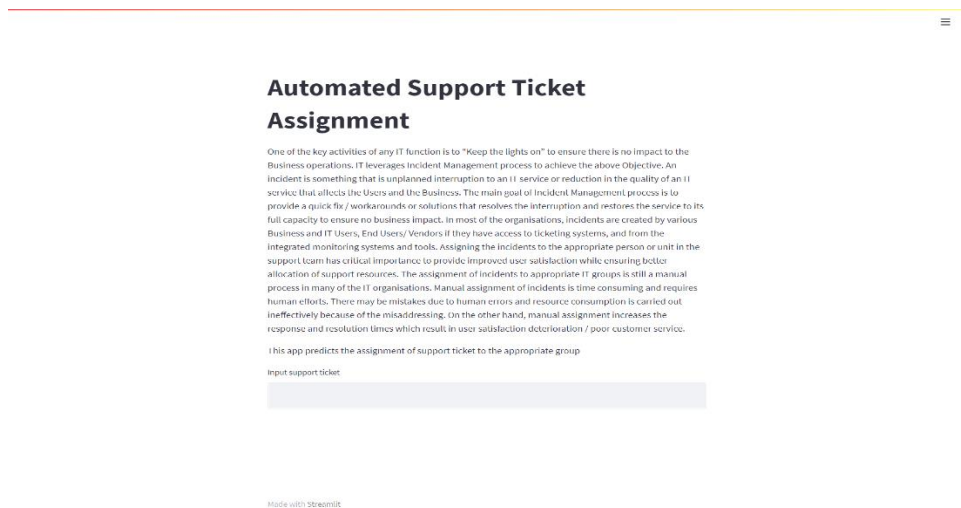 Automated Support Ticket
Assignment
One of the key activities of any IT function is to "Keep the lights on" to ensure there is no impact to the
Business operations. IT leverages Incident Management process to achieve the above Objective. An
incident is something that is unplanned interruption to an IT service or reduction in the quality of an IT
service that affects the Users and the Business. The main goal of Incident Management process is to
provide a quick fix / workarounds or solutions that resolves the interruption and restores the service to its
full capacity to ensure no business impact. In most of the organisations, incidents are created by various
Business and IT Users, End Users/ Vendors if they have access to ticketing systems, and from the
integrated monitoring systems and tools. Assigning the incidents to the appropriate person or unit in the
support team has critical importance to provide improved user satisfaction while ensuring better
allocation of support resources. The assignment of incidents to appropriate IT groups is still a manual
process in many of the IT organisations. Manual assignment of incidents is time consuming and requires
human efforts. There may be mistakes due to human errors and resource consumption is carried out
ineffectively because of the misaddressing. On the other hand, manual assignment increases the
response and resolution times which result in user satisfaction deterioration / poor customer service.
This app predicts the assignment of support ticket to the appropriate group
Input support ticket
Made with Streamlit